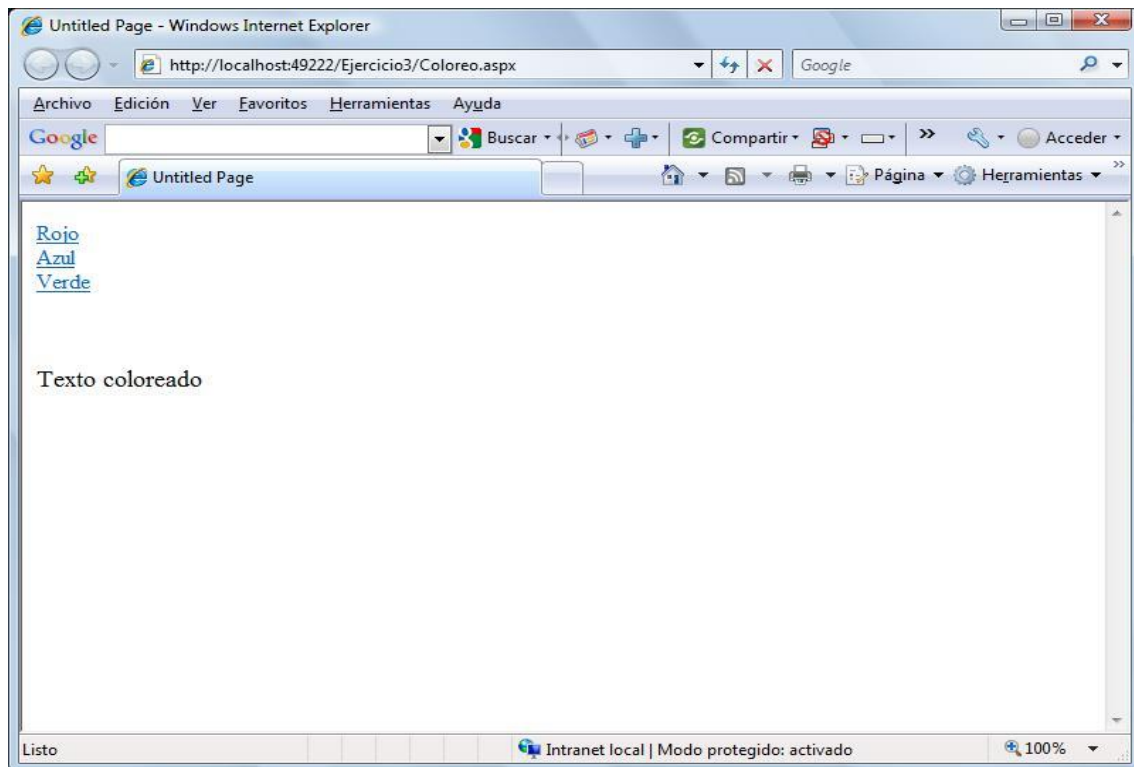 Untitled Page - Windows Internet Explorer
http://localhost:49222/Ejercicio3/Coloreo.aspx
Google
Archivo Edición Ver Favoritos Herramientas Ayuda
Google Buscar Compartir » Acceder
Untitled Page Página Herramientas »
Rojo
Azul
Verde
Texto coloreado
Listo Intranet local | Modo protegido: activado 100%